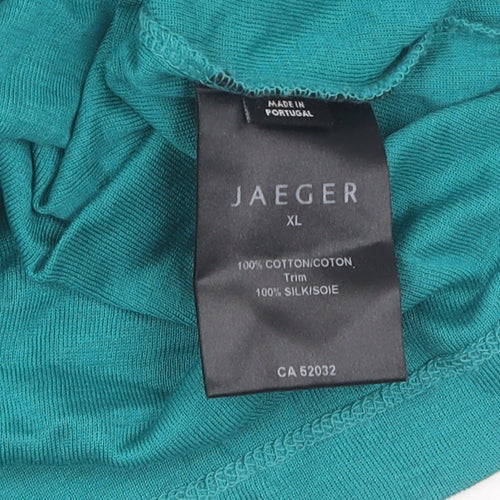 MADE IN
PORTUGAL
JAEGER
XL
100% COTTON/COTON
Trim
100% SILK/SOIE
CA 52032